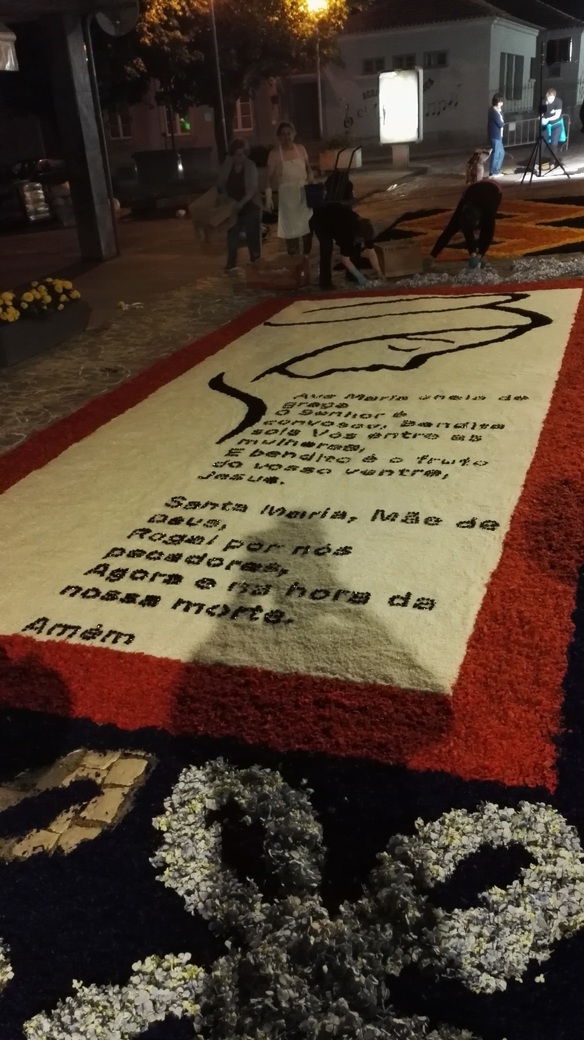 Ave Maria cheia de
graça
O Senhor é
convosco, Bendita
sois Vós entre as
mulheres,
E bendito é o fruto
do vosso ventre,
Jesus.
Santa Maria, Mãe de
Deus,
Rogai por nós
pecadores,
Agora e na hora da
nossa morte.
Amém